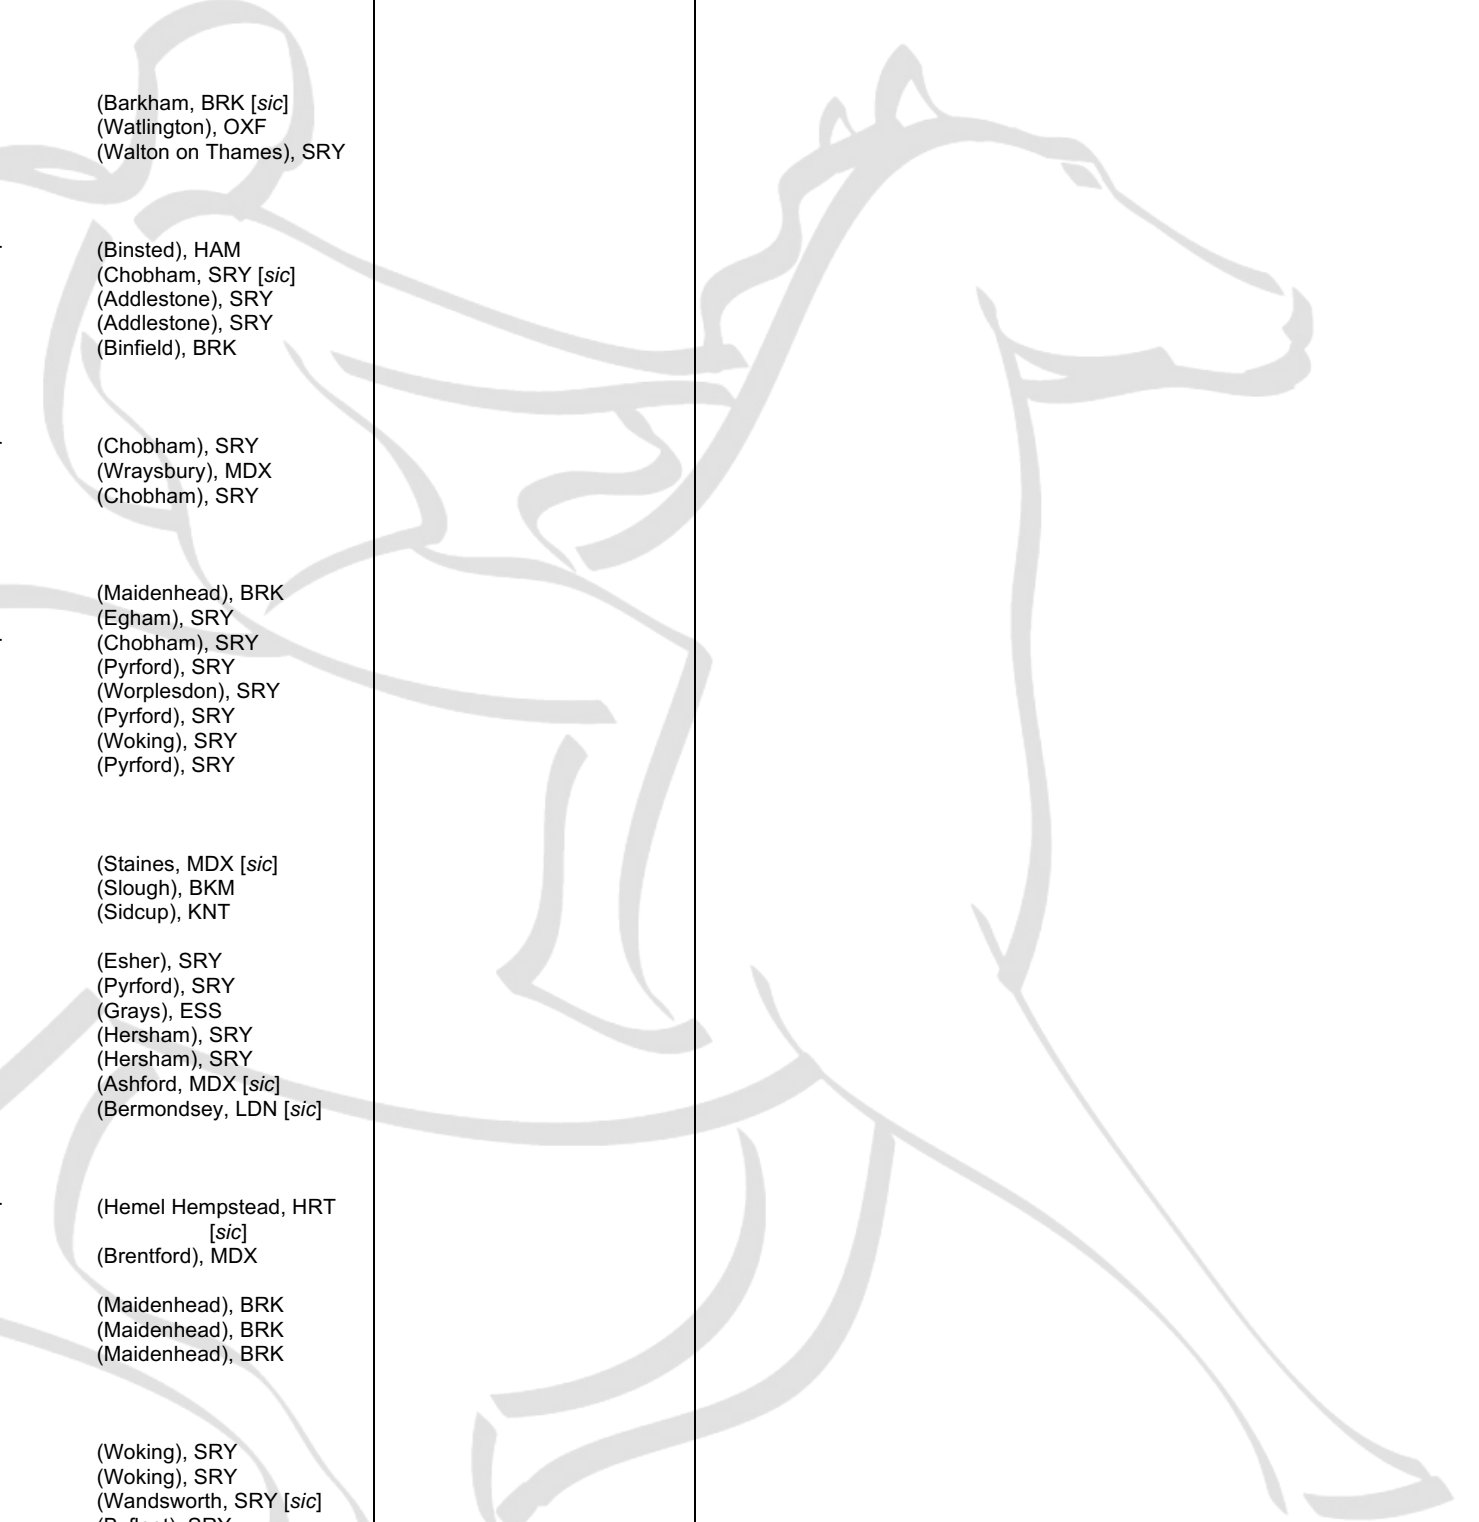 (Barkham, BRK [sic]
(Watlington), OXF
(Walton on Thames), SRY
(Binsted), HAM
(Chobham, SRY [sic]
(Addlestone), SRY
(Addlestone), SRY
(Binfield), BRK
(Chobham), SRY
(Wraysbury), MDX
(Chobham), SRY
(Maidenhead), BRK
(Egham), SRY
(Chobham), SRY
(Pyrford), SRY
(Worplesdon), SRY
(Pyrford), SRY
(Woking), SRY
(Pyrford), SRY
(Staines, MDX [sic]
(Slough), BKM
(Sidcup), KNT
(Esher), SRY
(Pyrford), SRY
(Grays), ESS
(Hersham), SRY
(Hersham), SRY
(Ashford, MDX [sic]
(Bermondsey, LDN [sic]
(Hemel Hempstead, HRT
[sic]
(Brentford), MDX
(Maidenhead), BRK
(Maidenhead), BRK
(Maidenhead), BRK
(Woking), SRY
(Woking), SRY
(Wandsworth, SRY [sic]